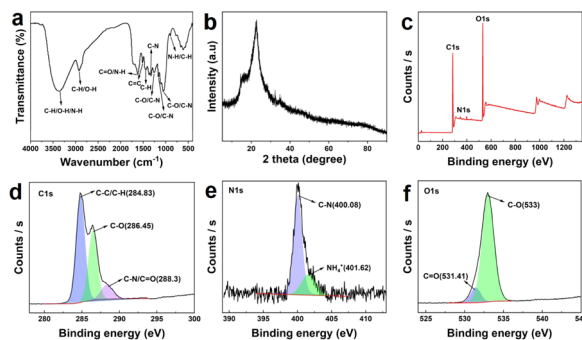 a
Transmittance (%)
C-N
N-H/C-H
C=O/N-H
C-H/O-H
C=C
C-H
C-O/C-N
C-O/C-N
C-H/O-H/N-H
C-O/C-N
4000 3500 3000 2500 2000 1500 1000 500
Wavenumber (cm-1)
b
Intensity (a.u)
0 20 40 60 80
2 theta (degree)
c
Counts / s
O1s
C1s
N1s
0 200 400 600 800 1000 1200
Binding energy (eV)
d
Counts / s
C1s
C-C/C-H(284.83)
C-O(286.45)
C-N/C=O(288.3)
280 285 290 295 300
Binding energy (eV)
e
Counts / s
N1s
C-N(400.08)
NH4+(401.62)
390 395 400 405 410
Binding energy (eV)
f
Counts / s
O1s
C-O(533)
C=O(531.41)
525 530 535 540
Binding energy (eV)